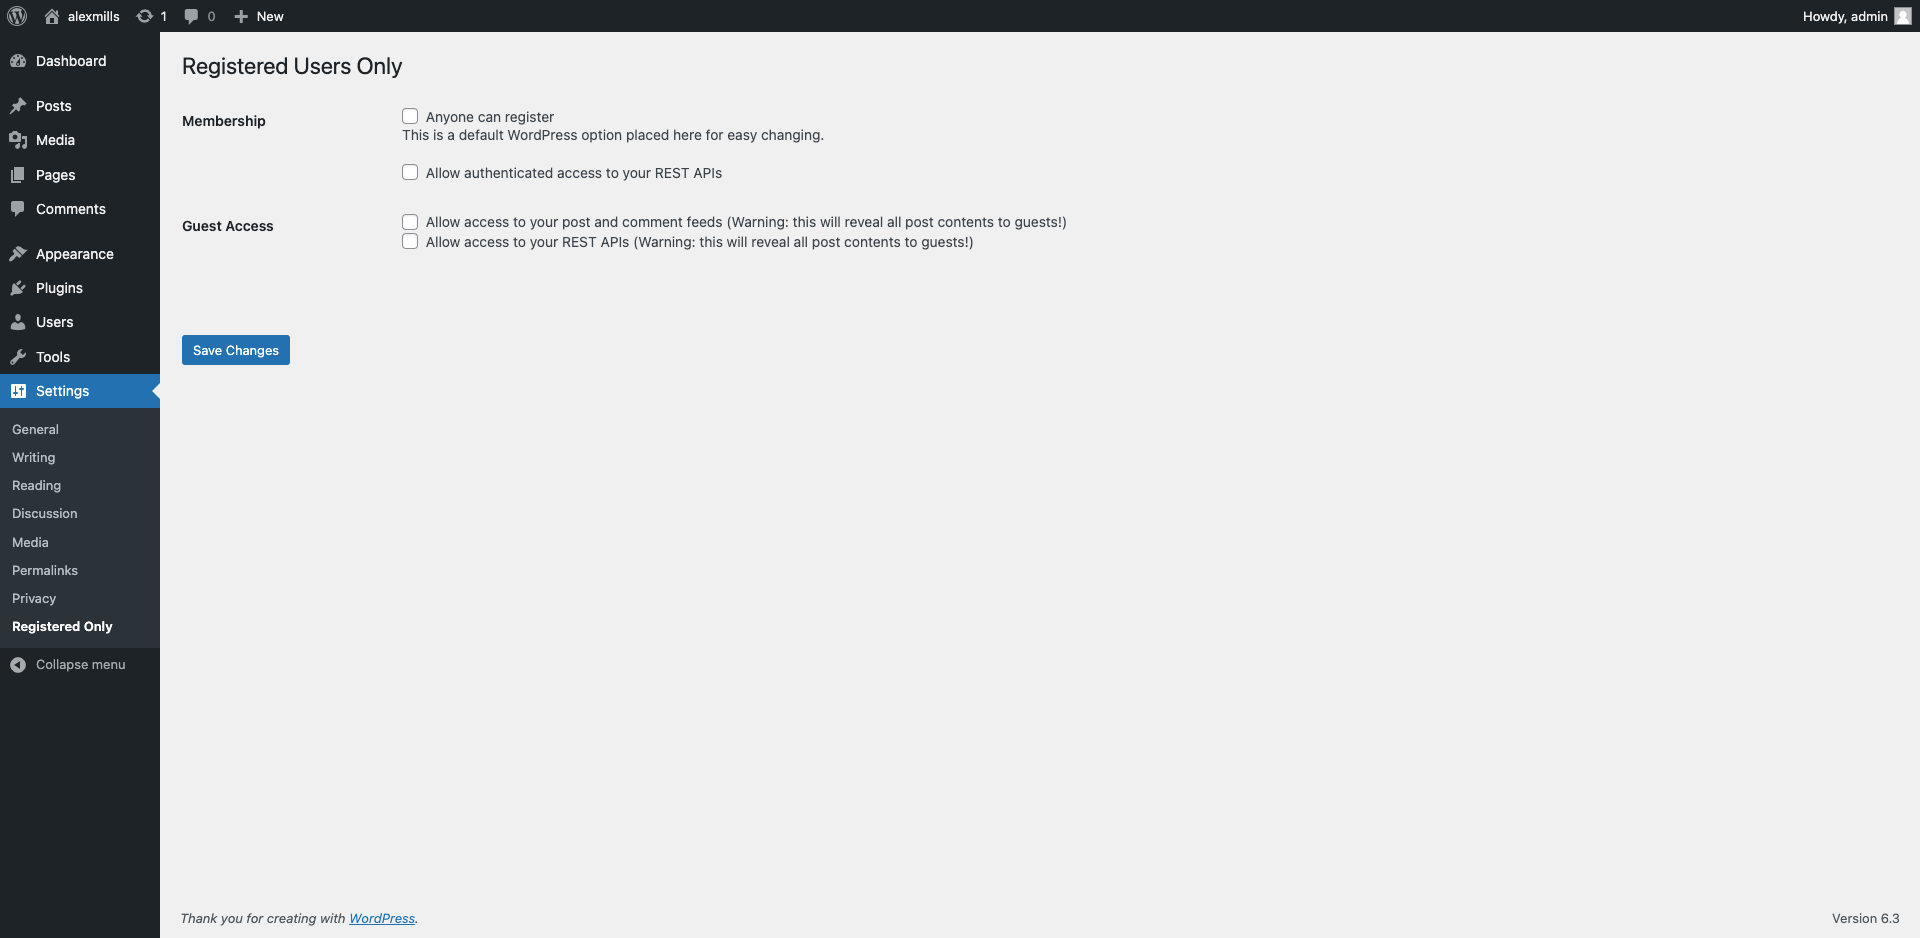 alexmills 1 0 New Howdy, admin
Dashboard
Posts
Media
Pages
Comments
Appearance
Plugins
Users
Tools
Settings
General
Writing
Reading
Discussion
Media
Permalinks
Privacy
Registered Only
Collapse menu
Registered Users Only
Membership
Anyone can register
This is a default WordPress option placed here for easy changing.
Allow authenticated access to your REST APIs
Guest Access
Allow access to your post and comment feeds (Warning: this will reveal all post contents to guests!)
Allow access to your REST APIs (Warning: this will reveal all post contents to guests!)
Save Changes
Thank you for creating with WordPress.
Version 6.3